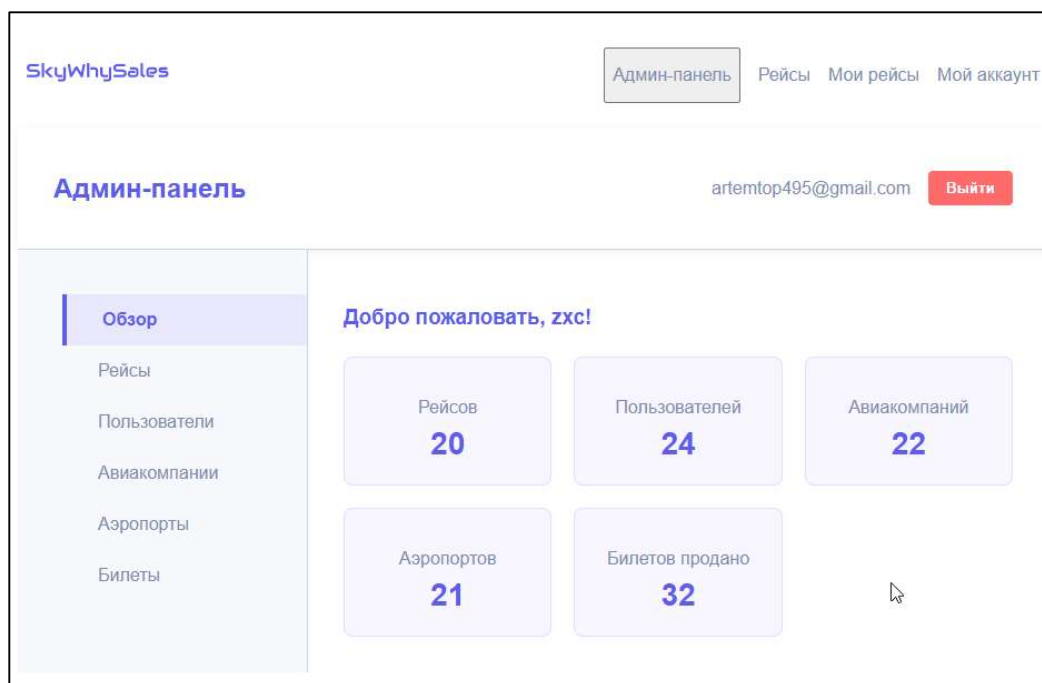 SkyWhySales
Админ-панель Рейсы Мои рейсы Мой аккаунт
Админ-панель
artemtop495@gmail.com Выйти
Обзор
Рейсы
Пользователи
Авиакомпании
Аэропорты
Билеты
Добро пожаловать, zxc!
Рейсов
20
Пользователей
24
Авиакомпаний
22
Аэропортов
21
Билетов продано
32